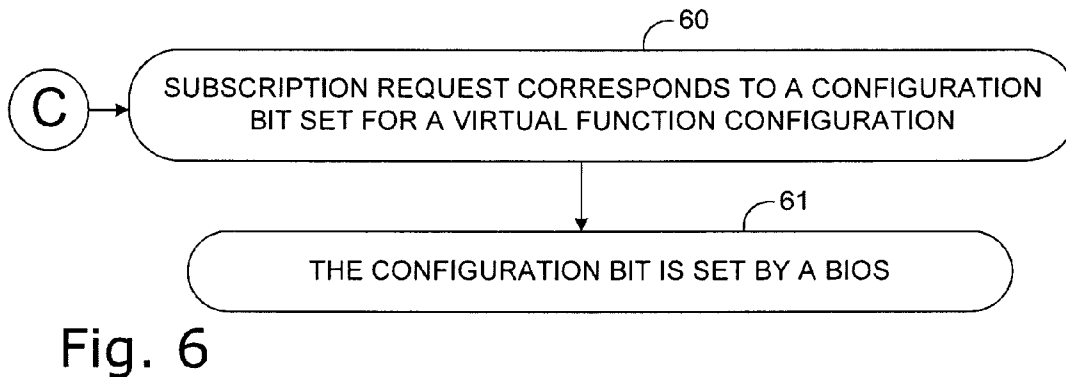 60
C
SUBSCRIPTION REQUEST CORRESPONDS TO A CONFIGURATION
BIT SET FOR A VIRTUAL FUNCTION CONFIGURATION
61
THE CONFIGURATION BIT IS SET BY A BIOS
Fig. 6